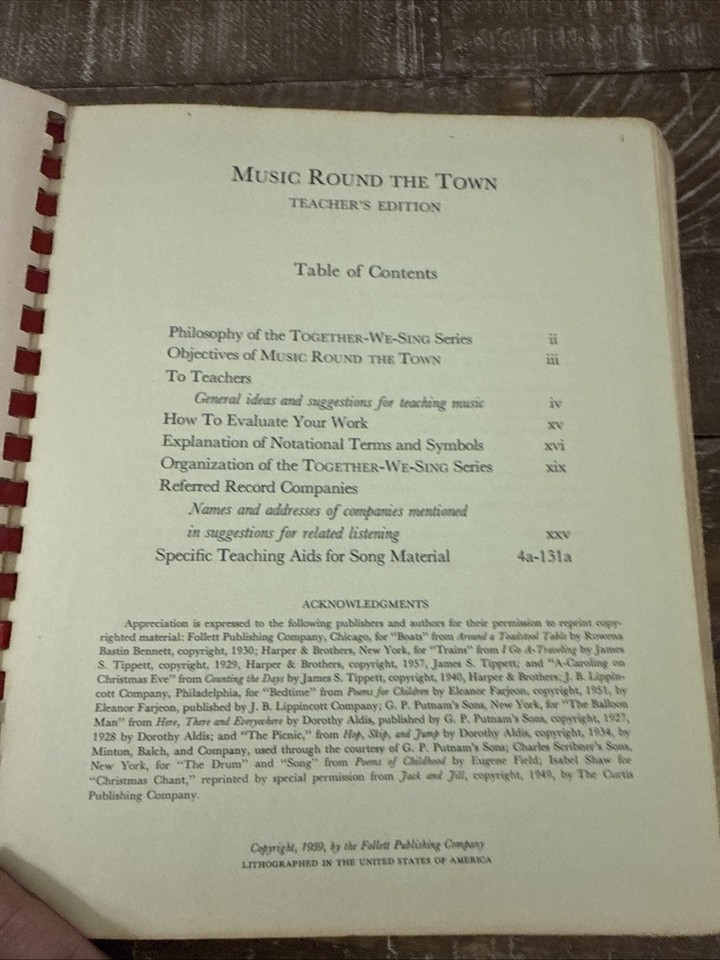 MUSIC ROUND THE TOWN
TEACHER'S EDITION
Table of Contents
Philosophy of the TOGETHER-WE-SING Series ii
Objectives of MUSIC ROUND THE TOWN iii
To Teachers
General ideas and suggestions for teaching music iv
How To Evaluate Your Work xv
Explanation of Notational Terms and Symbols xvi
Organization of the TOGETHER-WE-SING Series xix
Referred Record Companies
Names and addresses of companies mentioned
in suggestions for related listening xxv
Specific Teaching Aids for Song Material 4a-131a
ACKNOWLEDGMENTS
Appreciation is expressed to the following publishers and authors for their permission to reprint copy-
righted material: Follett Publishing Company, Chicago, for "Boats" from Around a Toadstool Table by Rowena
Bastin Bennett, copyright, 1930; Harper & Brothers, New York, for "Trains" from I Go A-Traveling by James
S. Tippett, copyright, 1929, Harper & Brothers, copyright, 1957, James S. Tippett; and "A-Caroling on
Christmas Eve" from Counting the Days by James S. Tippett, copyright, 1940, Harper & Brothers; J. B. Lippin-
cott Company, Philadelphia, for "Bedtime" from Poems for Children by Eleanor Farjeon, copyright, 1951, by
Eleanor Farjeon, published by J. B. Lippincott Company; G. P. Putnam's Sons, New York, for "The Balloon
Man" from Here, There and Everywhere by Dorothy Aldis, published by G. P. Putnam's Sons, copyright, 1927,
1928 by Dorothy Aldis; and "The Picnic," from Hop, Skip, and Jump by Dorothy Aldis, copyright, 1934, by
Minton, Balch, and Company, used through the courtesy of G. P. Putnam's Sons; Charles Scribner's Sons,
New York, for "The Drum" and "Song" from Poems of Childhood by Eugene Field; Isabel Shaw for
"Christmas Chant," reprinted by special permission from Jack and Jill, copyright, 1949, by The Curtis
Publishing Company.
Copyright, 1959, by the Follett Publishing Company
LITHOGRAPHED IN THE UNITED STATES OF AMERICA